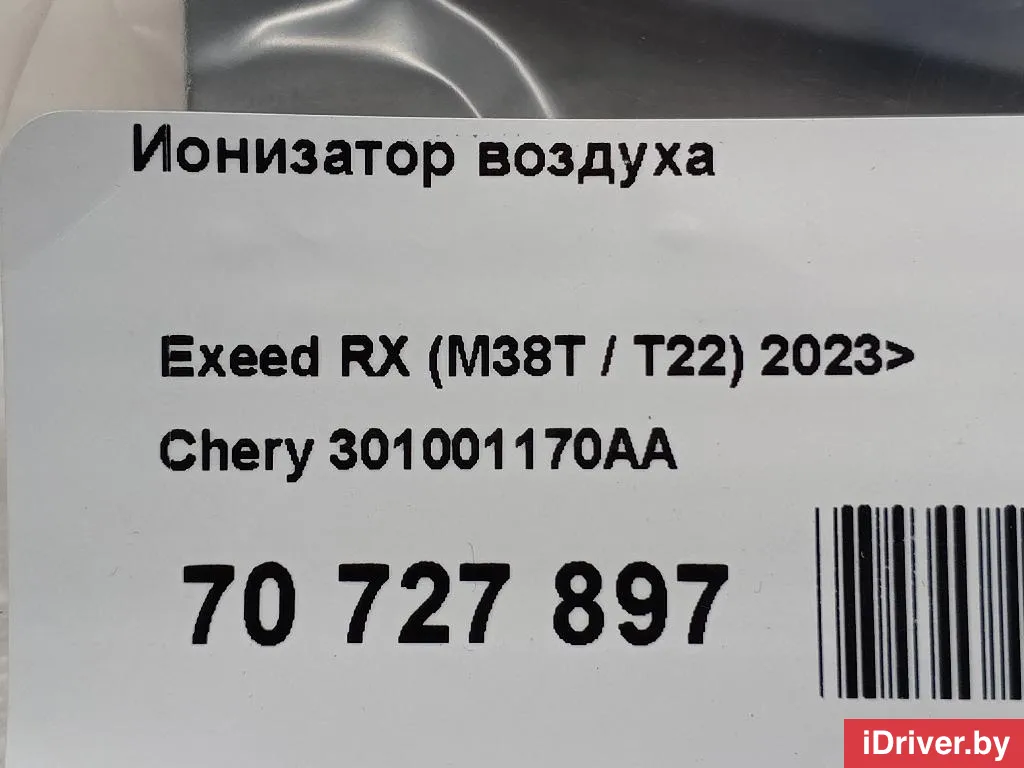 Ионизатор воздуха
Exeed RX (M38T / T22) 2023>
Chery 301001170AA
70 727 897
iDriver.by